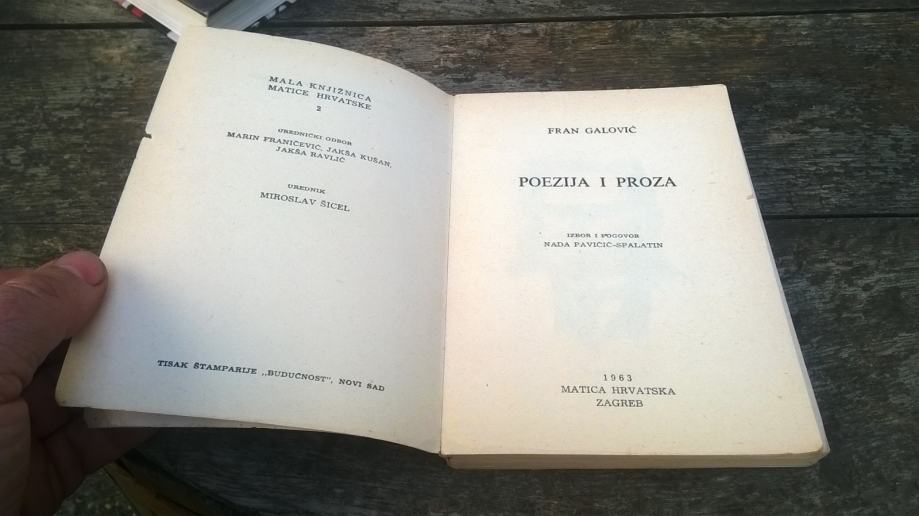 MALA KNJIŽNICA
MATICE HRVATSKE
2
UREDNIČKI ODBOR
MARIN FRANIČEVIĆ, JAKŠA KUŠAN,
JAKŠA RAVLIĆ
UREDNIK
MIROSLAV ŠICEL
TISAK ŠTAMPARIJE „BUDUĆNOST", NOVI SAD
FRAN GALOVIĆ
POEZIJA I PROZA
IZBOR I POGOVOR
NADA PAVIČIĆ-SPALATIN
1963
MATICA HRVATSKA
ZAGREB